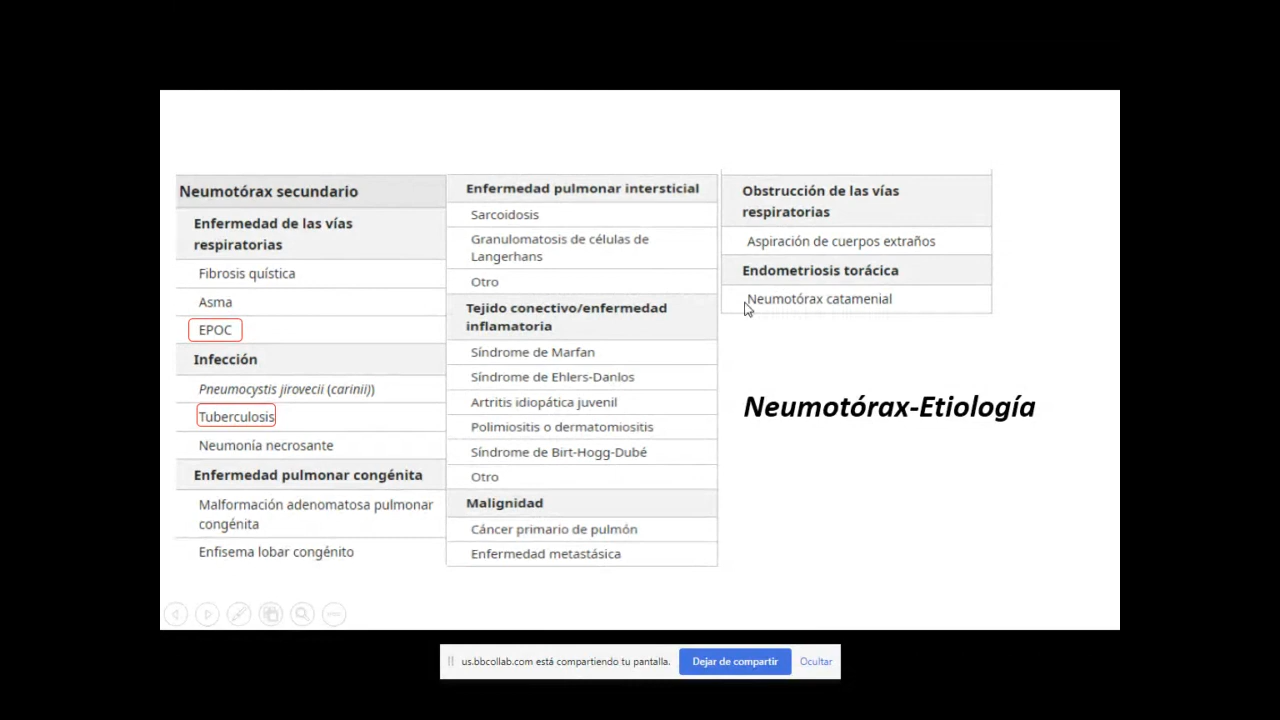 Neumotórax secundario
Enfermedad de las vías
respiratorias
Fibrosis quística
Asma
EPOC
Infección
Pneumocystis jirovecii (carinii))
Tuberculosis
Neumonía necrosante
Enfermedad pulmonar congénita
Malformación adenomatosa pulmonar
congénita
Enfisema lobar congénito
Enfermedad pulmonar intersticial
Sarcoidosis
Granulomatosis de células de
Langerhans
Otro
Tejido conectivo/enfermedad
inflamatoria
Síndrome de Marfan
Síndrome de Ehlers-Danlos
Artritis idiopática juvenil
Polimiositis o dermatomiositis
Síndrome de Birt-Hogg-Dubé
Otro
Malignidad
Cáncer primario de pulmón
Enfermedad metastásica
Obstrucción de las vías
respiratorias
Aspiración de cuerpos extraños
Endometriosis torácica
Neumotórax catamenial
Neumotórax-Etiología
us.bbcollab.com está compartiendo tu pantalla.
Dejar de compartir
Ocultar